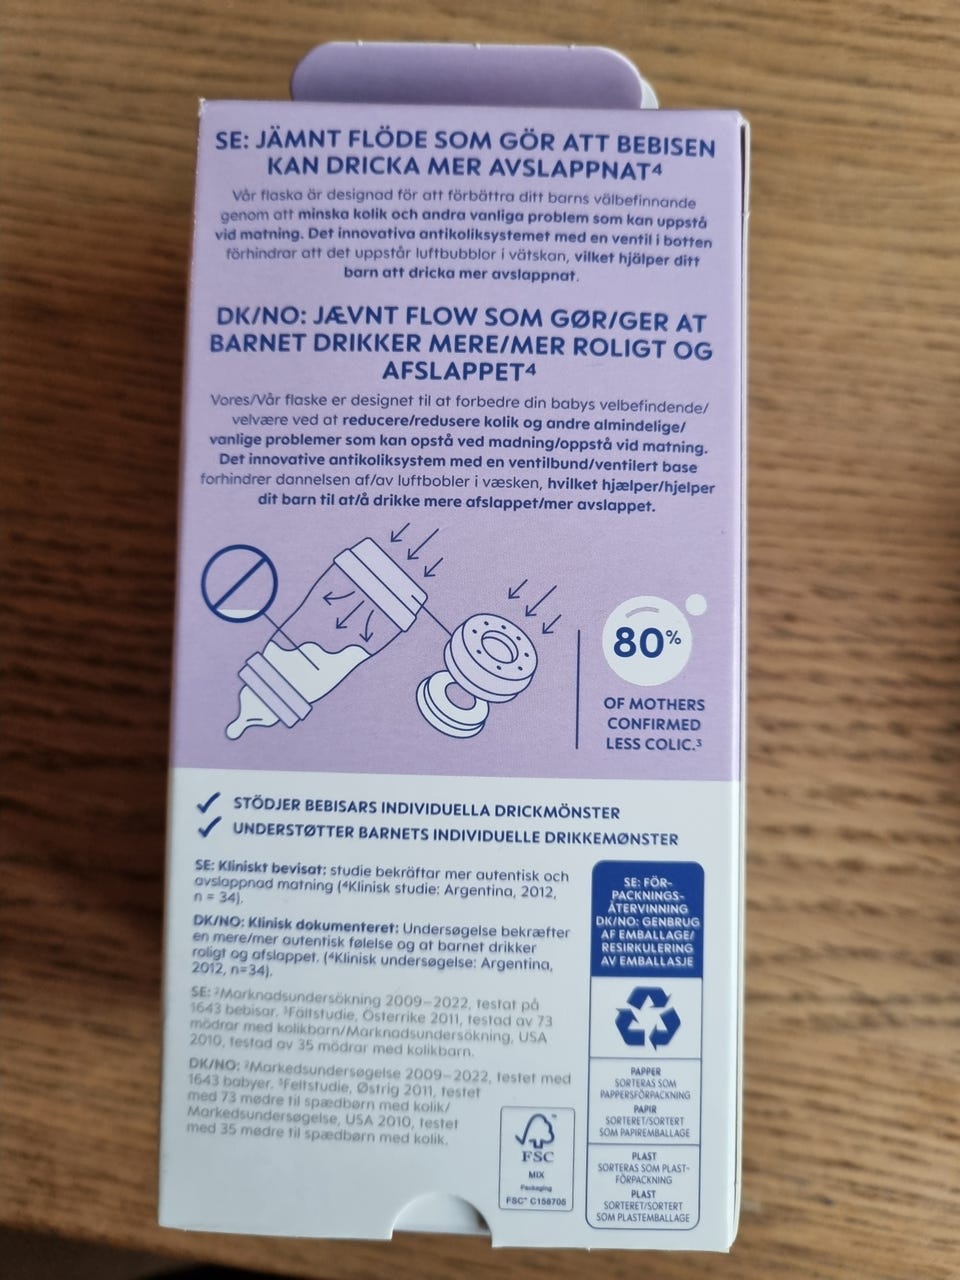 SE: JÄMNT FLÖDE SOM GÖR ATT BEBISEN
KAN DRICKA MER AVSLAPPNAT⁴
Vår flaska är designad för att förbättra ditt barns välbefinnande
genom att minska kolik och andra vanliga problem som kan uppstå
vid matning. Det innovativa antikoliksystemet med en ventil i botten
förhindrar att det uppstår luftbubblor i vätskan, vilket hjälper ditt
barn att dricka mer avslappnat.
DK/NO: JÆVNT FLOW SOM GØR/GER AT
BARNET DRIKKER MERE/MER ROLIGT OG
AFSLAPPET⁴
Vores/Vår flaske er designet til at forbedre din babys velbefindende/
velvære ved at reducere/redusere kolik og andre almindelige/
vanlige problemer som kan opstå ved madning/oppstå vid matning.
Det innovative antikoliksystem med en ventilbund/ventilert base
forhindrer dannelsen af/av luftbobler i væsken, hvilket hjælper/hjelper
dit barn til at/å drikke mere afslappet/mer avslappet.
80%
OF MOTHERS
CONFIRMED
LESS COLIC.³
STÖDJER BEBISARS INDIVIDUELLA DRICKMÖNSTER
UNDERSTØTTER BARNETS INDIVIDUELLE DRIKKEMØNSTER
SE: Kliniskt bevisat: studie bekräftar mer autentisk och
avslappnad matning (⁴Klinisk studie: Argentina, 2012,
n = 34).
DK/NO: Klinisk dokumenteret: Undersøgelse bekræfter
en mere/mer autentisk følelse og at barnet drikker
roligt og afslappet. (⁴Klinisk undersøgelse: Argentina,
2012, n=34).
SE: ²Marknadsundersökning 2009–2022, testat på
1643 bebisar. ³Fältstudie, Österrike 2011, testad av 73
mödrar med kolikbarn/Marknadsundersökning, USA
2010, testad av 35 mödrar med kolikbarn.
DK/NO: ²Markedsundersøgelse 2009–2022, testet med
1643 babyer. ³Feltstudie, Østrig 2011, testet
med 73 mødre til spædbørn med kolik/
Markedsundersøgelse, USA 2010, testet
med 35 mødre til spædbørn med kolik.
FSC
MIX
Packaging
FSC™ C158705
SE: FÖR-
PACKNINGS-
ÅTERVINNING
DK/NO: GENBRUG
AF EMBALLAGE/
RESIRKULERING
AV EMBALLASJE
PAPPER
SORTERAS SOM
PAPPERSFÖRPACKNING
PAPIR
SORTERET/SORTERT
SOM PAPIREMBALLAGE
PLAST
SORTERAS SOM PLAST-
FÖRPACKNING
PLAST
SORTERET/SORTERT
SOM PLASTEMBALLAGE